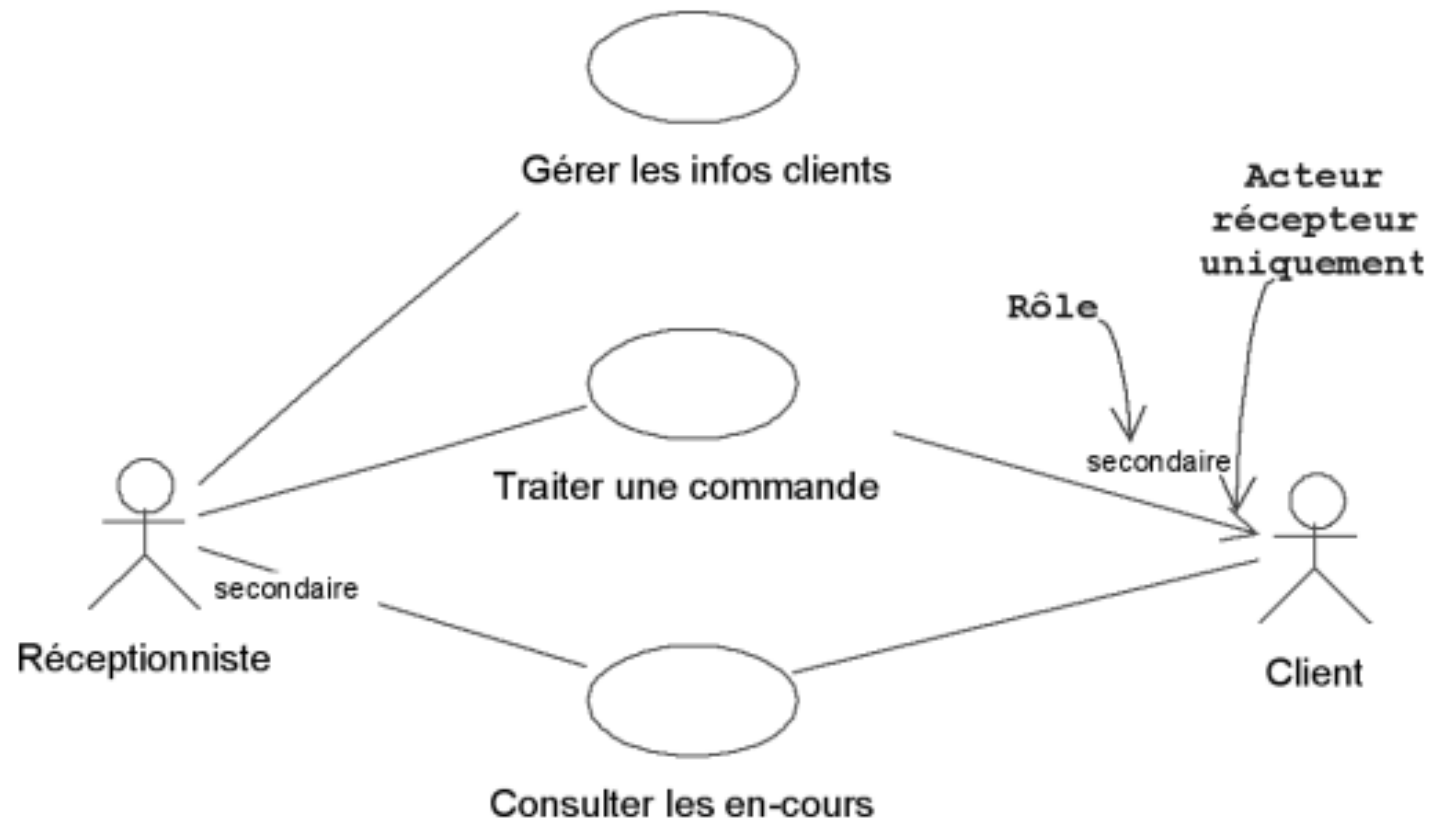 Gérer les infos clients
Acteur
récepteur
uniquement
Rôle
secondaire
Traiter une commande
secondaire
Réceptionniste
Client
Consulter les en-cours